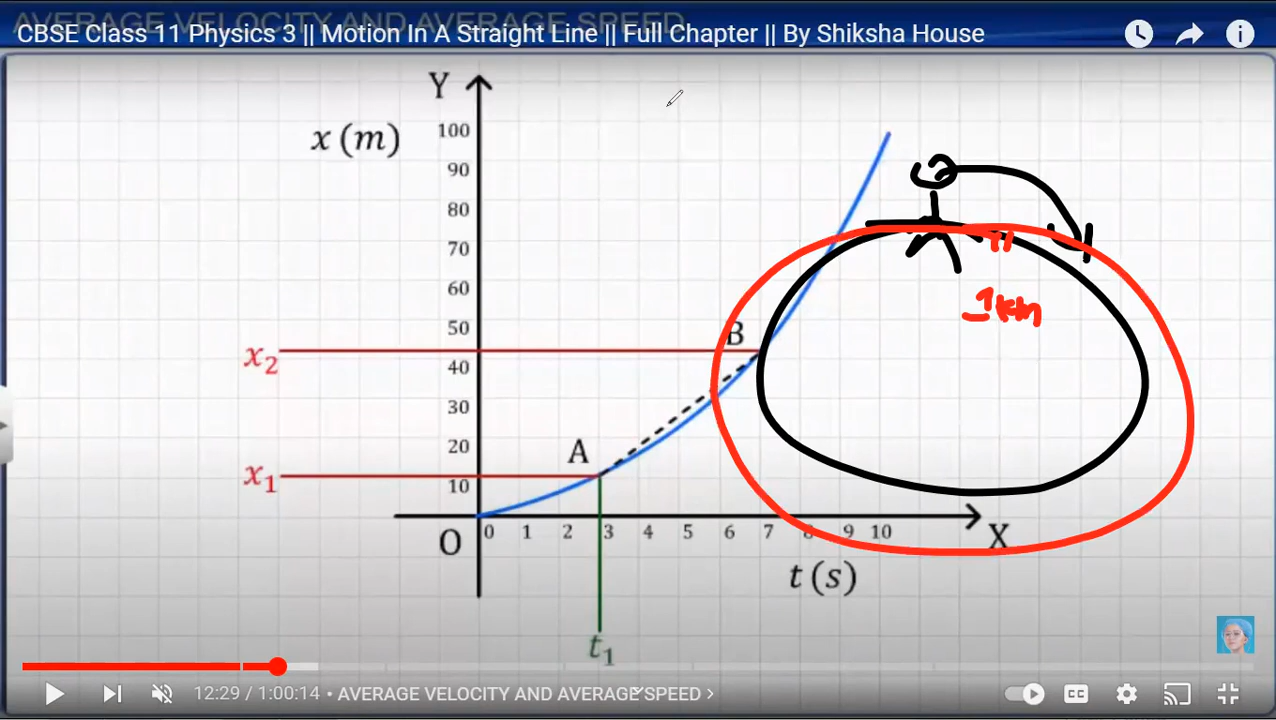 AVERAGE VELOCITY AND AVERAGE SPEED
CBSE Class 11 Physics 3 || Motion In A Straight Line || Full Chapter || By Shiksha House
Y
x (m)
100
90
80
70
60
50
40
30
20
10
B
x₂
A
x₁
1km
O
0 1 2 3 4 5 6 7 8 9 10
X
t (s)
t₁
12:29 / 1:00:14 • AVERAGE VELOCITY AND AVERAGE SPEED >
CC